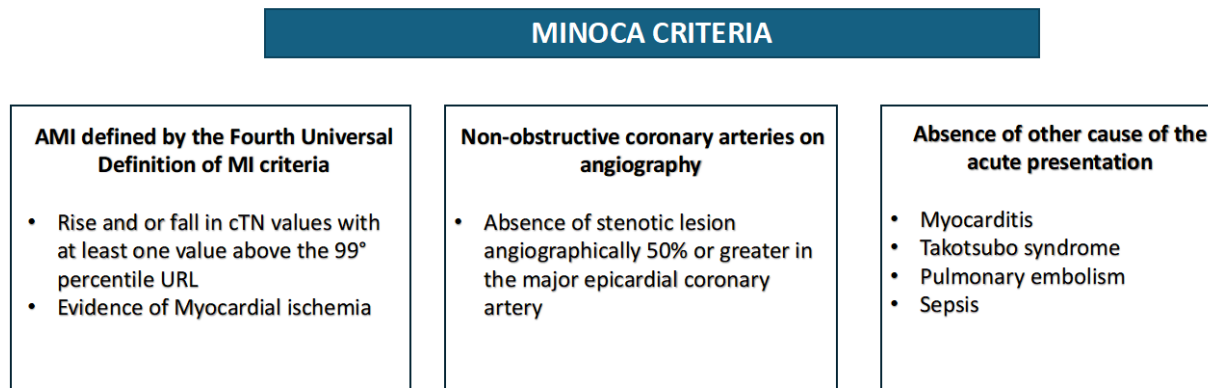 MINOCA CRITERIA
AMI defined by the Fourth Universal
Definition of MI criteria
• Rise and or fall in cTN values with
at least one value above the 99°
percentile URL
• Evidence of Myocardial ischemia
Non-obstructive coronary arteries on
angiography
• Absence of stenotic lesion
angiographically 50% or greater in
the major epicardial coronary
artery
Absence of other cause of the
acute presentation
• Myocarditis
• Takotsubo syndrome
• Pulmonary embolism
• Sepsis